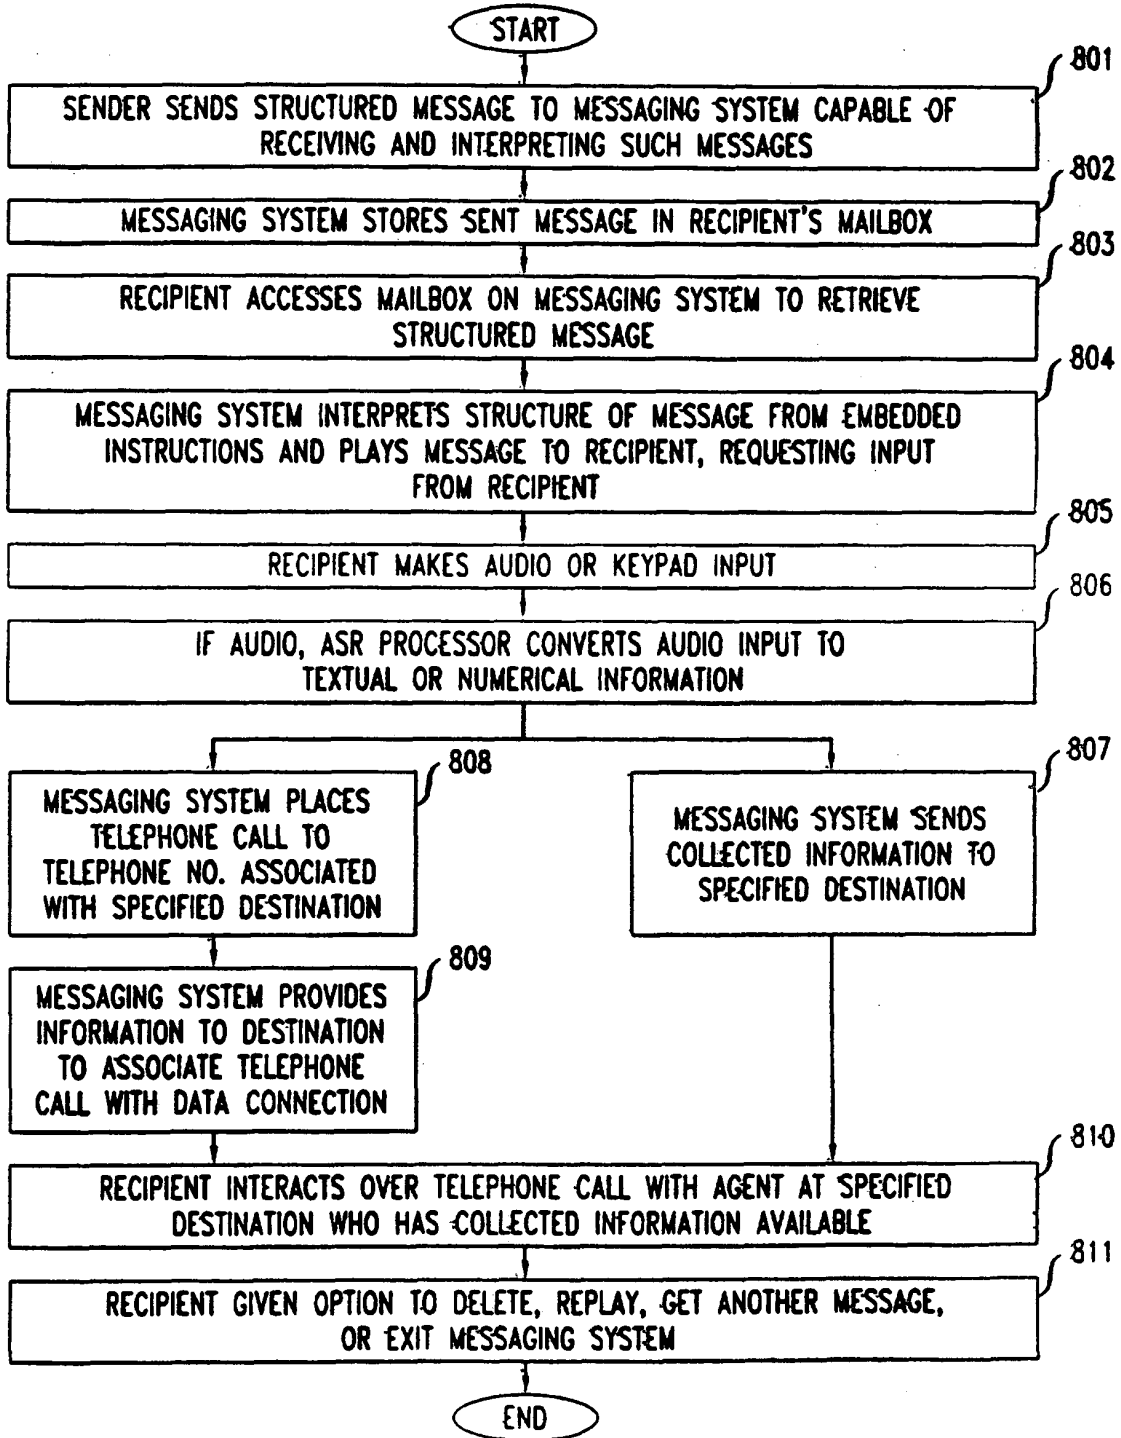 START
801
SENDER SENDS STRUCTURED MESSAGE TO MESSAGING SYSTEM CAPABLE OF
RECEIVING AND INTERPRETING SUCH MESSAGES
802
MESSAGING SYSTEM STORES SENT MESSAGE IN RECIPIENT'S MAILBOX
803
RECIPIENT ACCESSES MAILBOX ON MESSAGING SYSTEM TO RETRIEVE
STRUCTURED MESSAGE
804
MESSAGING SYSTEM INTERPRETS STRUCTURE OF MESSAGE FROM EMBEDDED
INSTRUCTIONS AND PLAYS MESSAGE TO RECIPIENT, REQUESTING INPUT
FROM RECIPIENT
805
RECIPIENT MAKES AUDIO OR KEYPAD INPUT
806
IF AUDIO, ASR PROCESSOR CONVERTS AUDIO INPUT TO
TEXTUAL OR NUMERICAL INFORMATION
808
MESSAGING SYSTEM PLACES
TELEPHONE CALL TO
TELEPHONE NO. ASSOCIATED
WITH SPECIFIED DESTINATION
807
MESSAGING SYSTEM SENDS
COLLECTED INFORMATION TO
SPECIFIED DESTINATION
809
MESSAGING SYSTEM PROVIDES
INFORMATION TO DESTINATION
TO ASSOCIATE TELEPHONE
CALL WITH DATA CONNECTION
810
RECIPIENT INTERACTS OVER TELEPHONE CALL WITH AGENT AT SPECIFIED
DESTINATION WHO HAS COLLECTED INFORMATION AVAILABLE
811
RECIPIENT GIVEN OPTION TO DELETE, REPLAY, GET ANOTHER MESSAGE,
OR EXIT MESSAGING SYSTEM
END